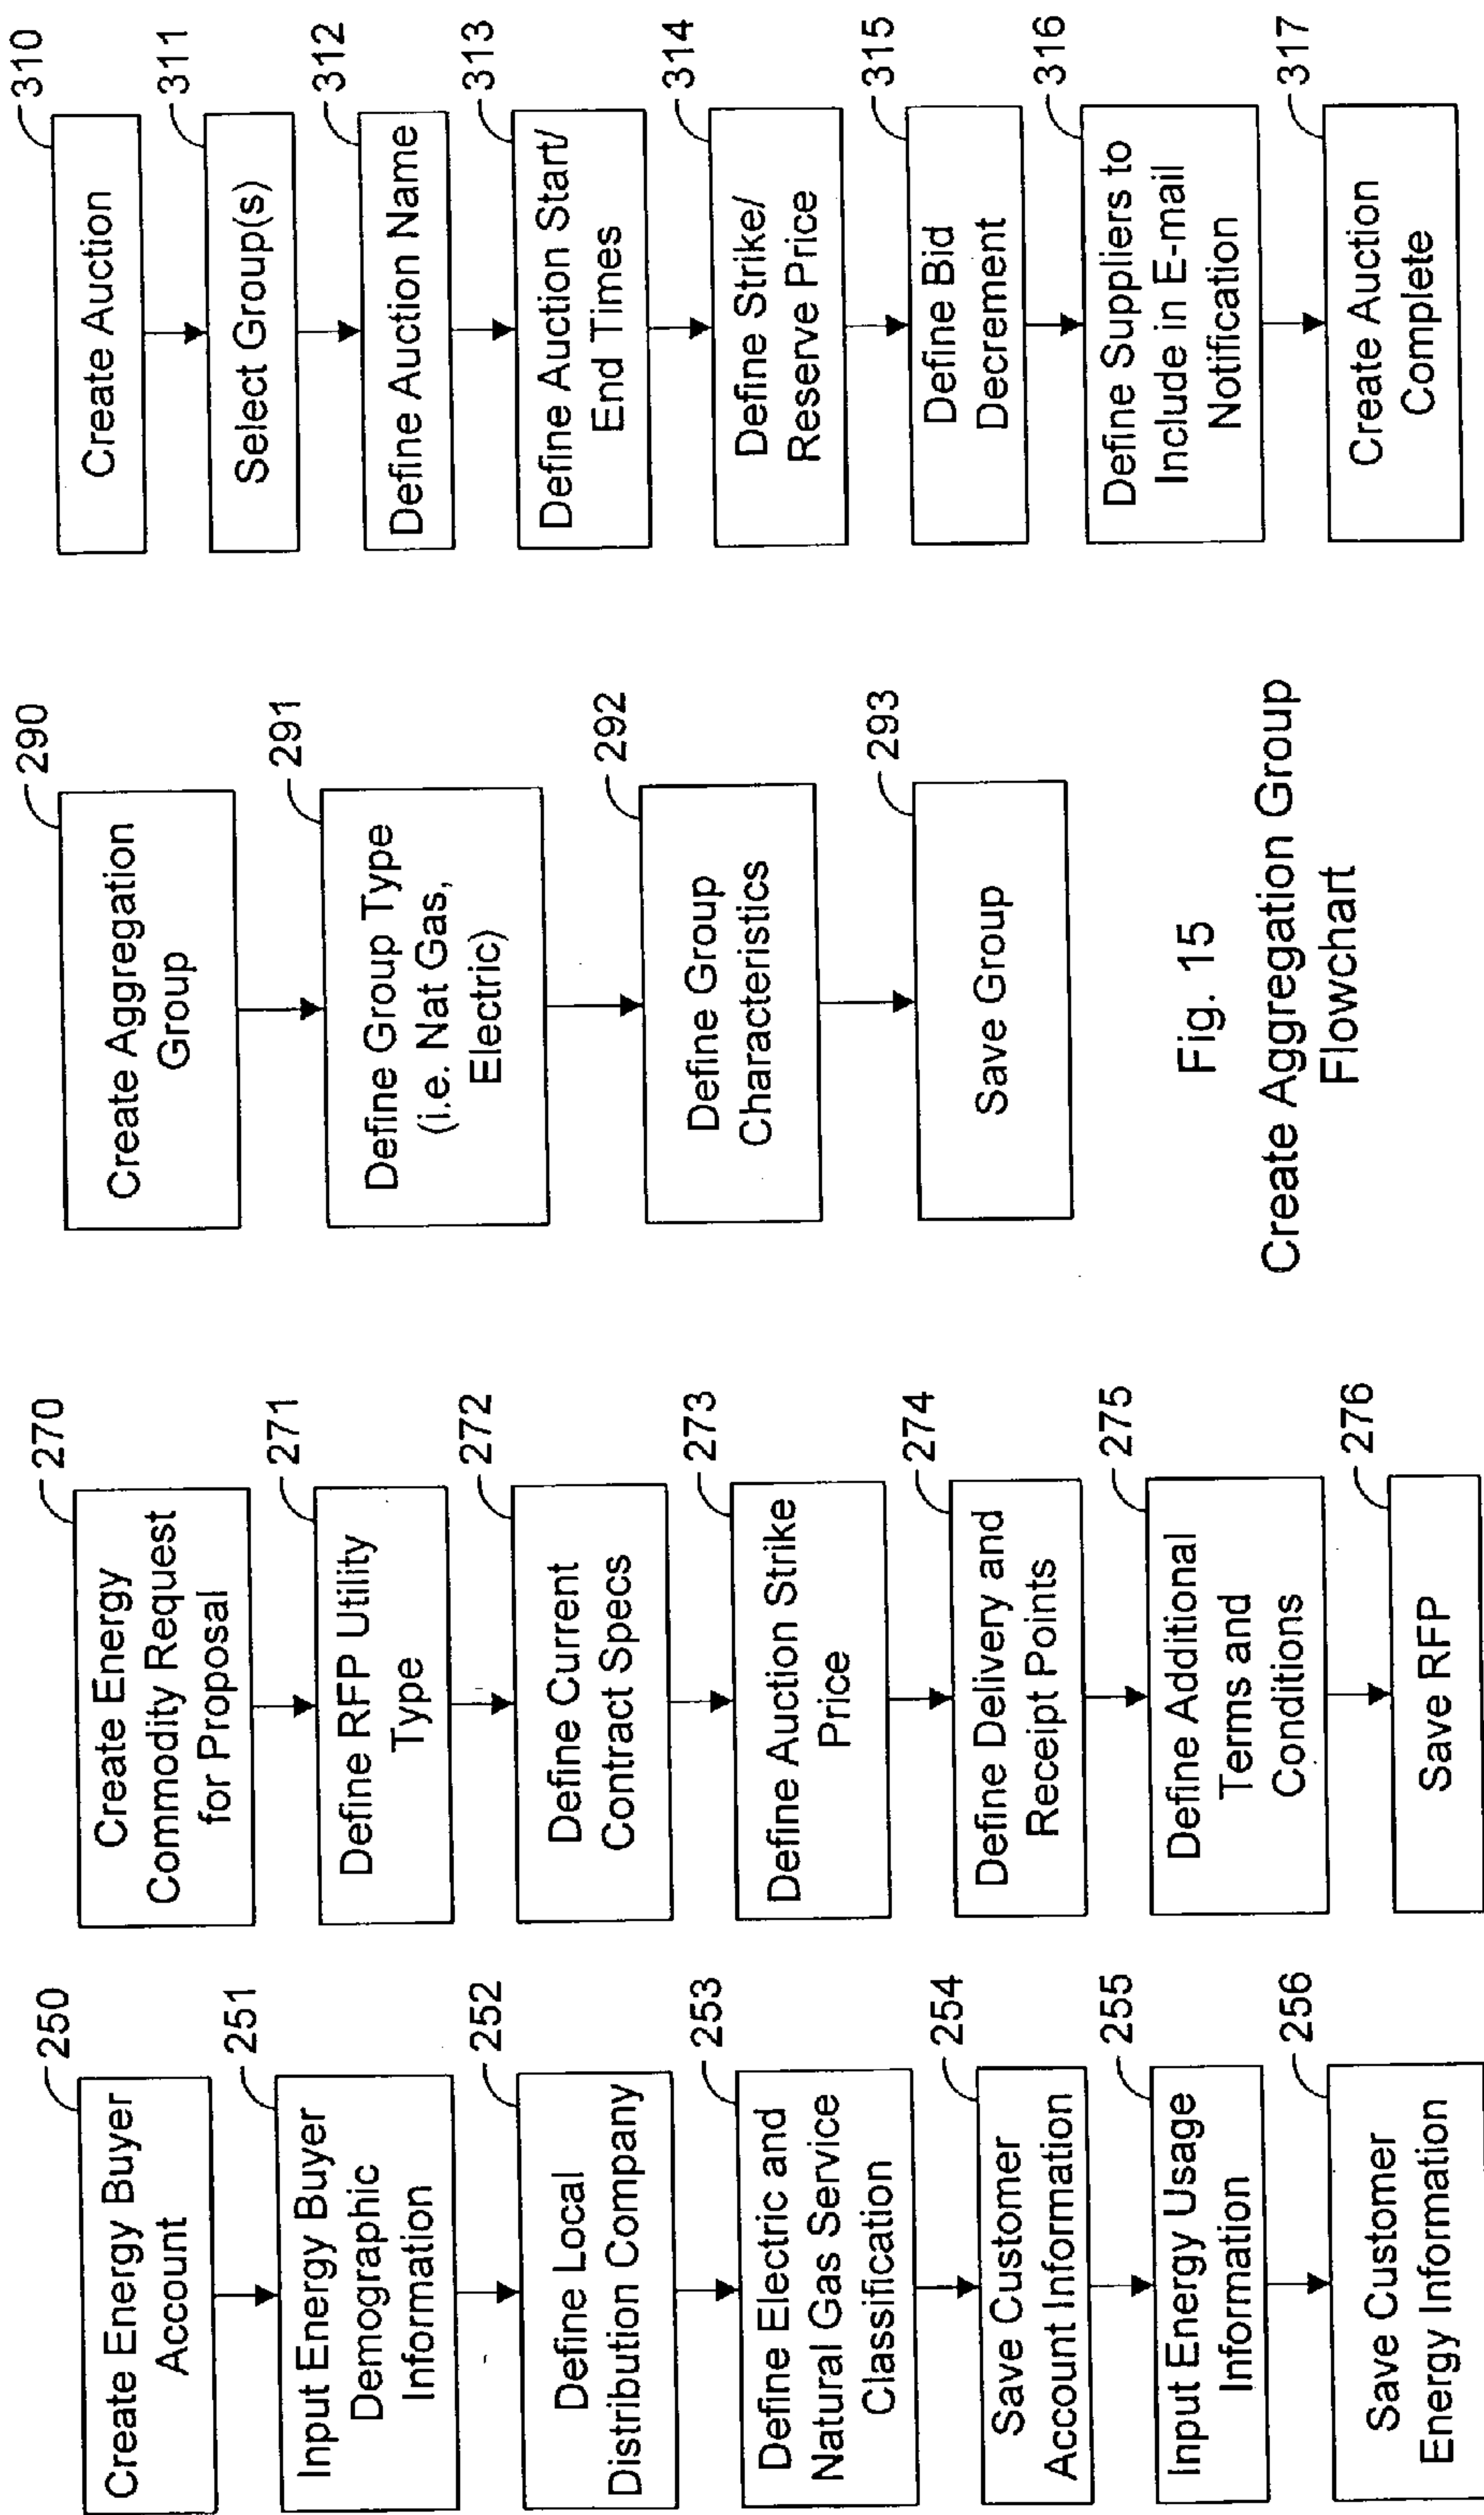 250
Create Energy Buyer
Account
251
Input Energy Buyer
Demographic
Information
252
Define Local
Distribution Company
253
Define Electric and
Natural Gas Service
Classification
254
Save Customer
Account Information
255
Input Energy Usage
Information
256
Save Customer
Energy Information
270
Create Energy
Commodity Request
for Proposal
271
Define RFP Utility
Type
272
Define Current
Contract Specs
273
Define Auction Strike
Price
274
Define Delivery and
Receipt Points
275
Define Additional
Terms and
Conditions
276
Save RFP
290
Create Aggregation
Group
291
Define Group Type
(i.e. Nat Gas,
Electric)
292
Define Group
Characteristics
293
Save Group
Fig. 15
Create Aggregation Group
Flowchart
310
Create Auction
311
Select Group(s)
312
Define Auction Name
313
Define Auction Start/
End Times
314
Define Strike/
Reserve Price
315
Define Bid
Decrement
316
Define Suppliers to
Include in E-mail
Notification
317
Create Auction
Complete